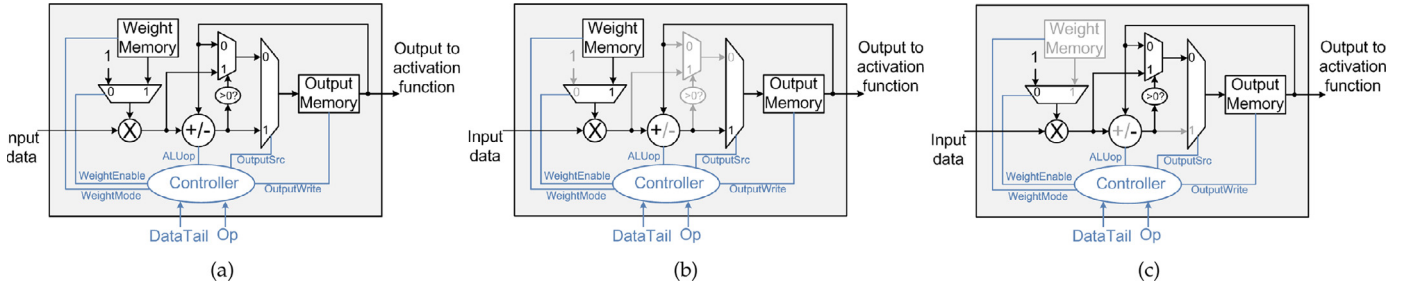 Weight
Memory
1
0
1
0
1
>0?
0
1
Output
Memory
Output to
activation
function
nput
data
X
+/-
ALUop
OutputSrc
WeightEnable
WeightMode
Controller
OutputWrite
DataTail
Op
(a)
Weight
Memory
1
0
1
0
1
>0?
0
1
Output
Memory
Output to
activation
function
Input
data
X
+/-
ALUop
OutputSrc
WeightEnable
WeightMode
Controller
OutputWrite
DataTail
Op
(b)
Weight
Memory
1
0
1
0
1
>0?
0
1
Output
Memory
Output to
activation
function
Input
data
X
+/-
ALUop
OutputSrc
WeightEnable
WeightMode
Controller
OutputWrite
DataTail
Op
(c)